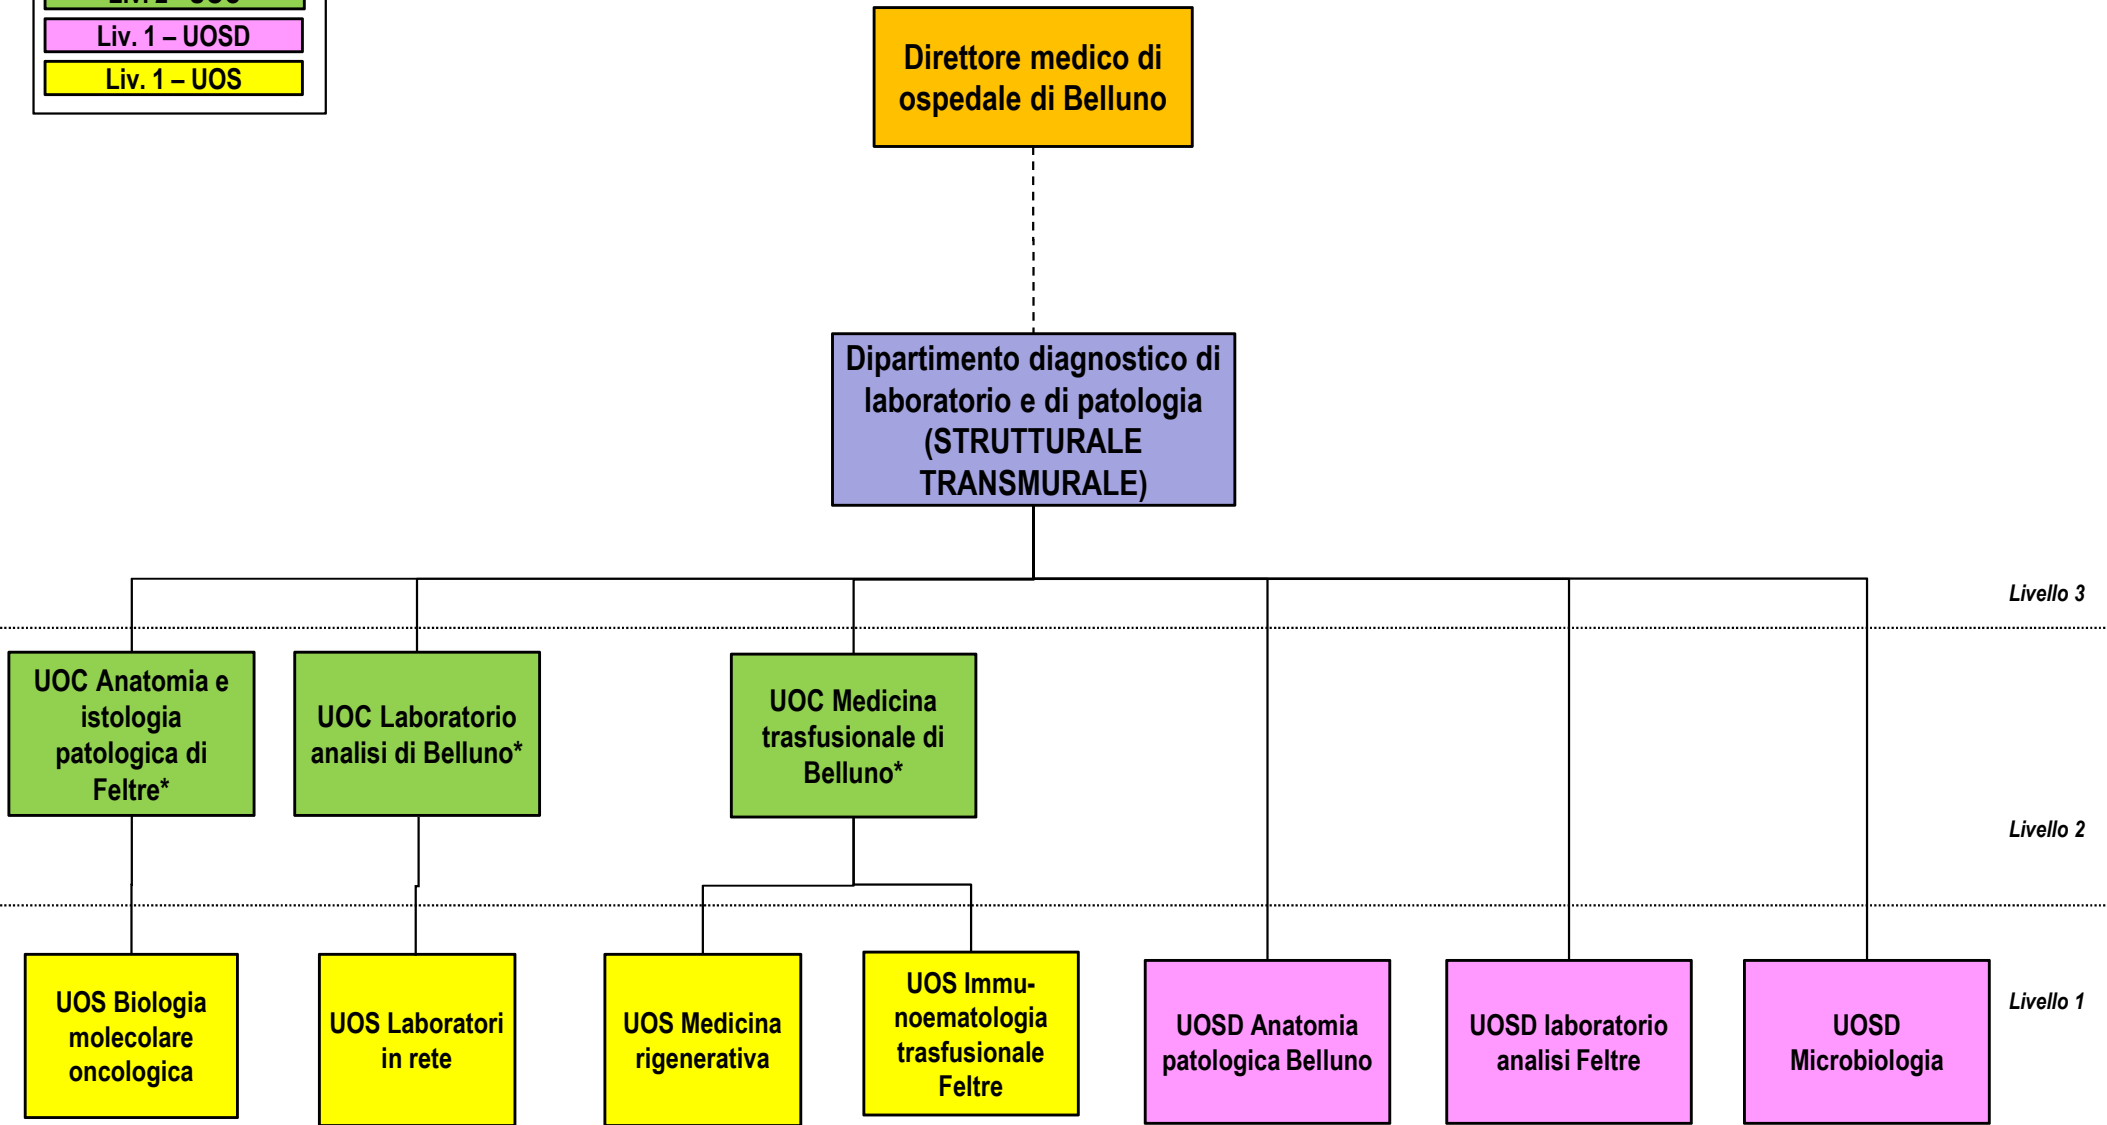 Liv. 2 - UOC
Liv. 1 – UOSD
Liv. 1 – UOS
Direttore medico di
ospedale di Belluno
Dipartimento diagnostico di
laboratorio e di patologia
(STRUTTURALE
TRANSMURALE)
Livello 3
UOC Anatomia e
istologia
patologica di
Feltre*
UOC Laboratorio
analisi di Belluno*
UOC Medicina
trasfusionale di
Belluno*
Livello 2
UOS Biologia
molecolare
oncologica
UOS Laboratori
in rete
UOS Medicina
rigenerativa
UOS Immu-
noematologia
trasfusionale
Feltre
UOSD Anatomia
patologica Belluno
UOSD laboratorio
analisi Feltre
UOSD
Microbiologia
Livello 1